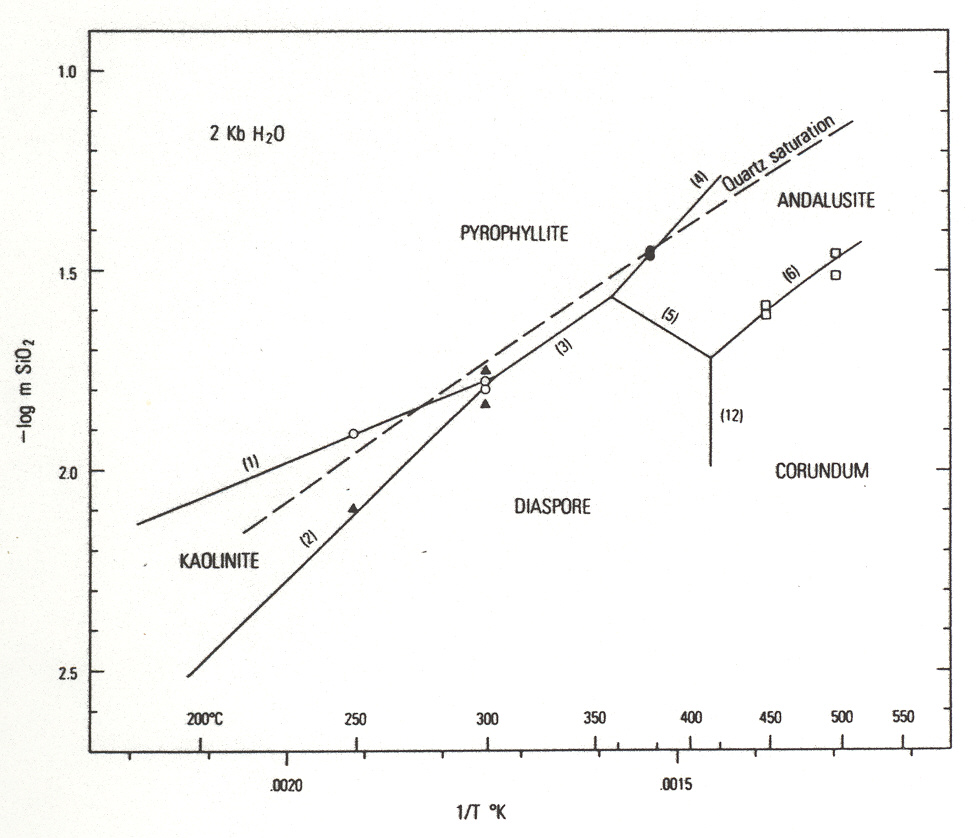 1.0
2 Kb H₂O
(4)
Quartz saturation
ANDALUSITE
PYROPHYLLITE
1.5
(6)
(5)
(3)
−log m SiO₂
(1)
2.0
(12)
CORUNDUM
DIASPORE
(2)
KAOLINITE
2.5
200°C 250 300 350 400 450 500 550
.0020 .0015
1/T °K